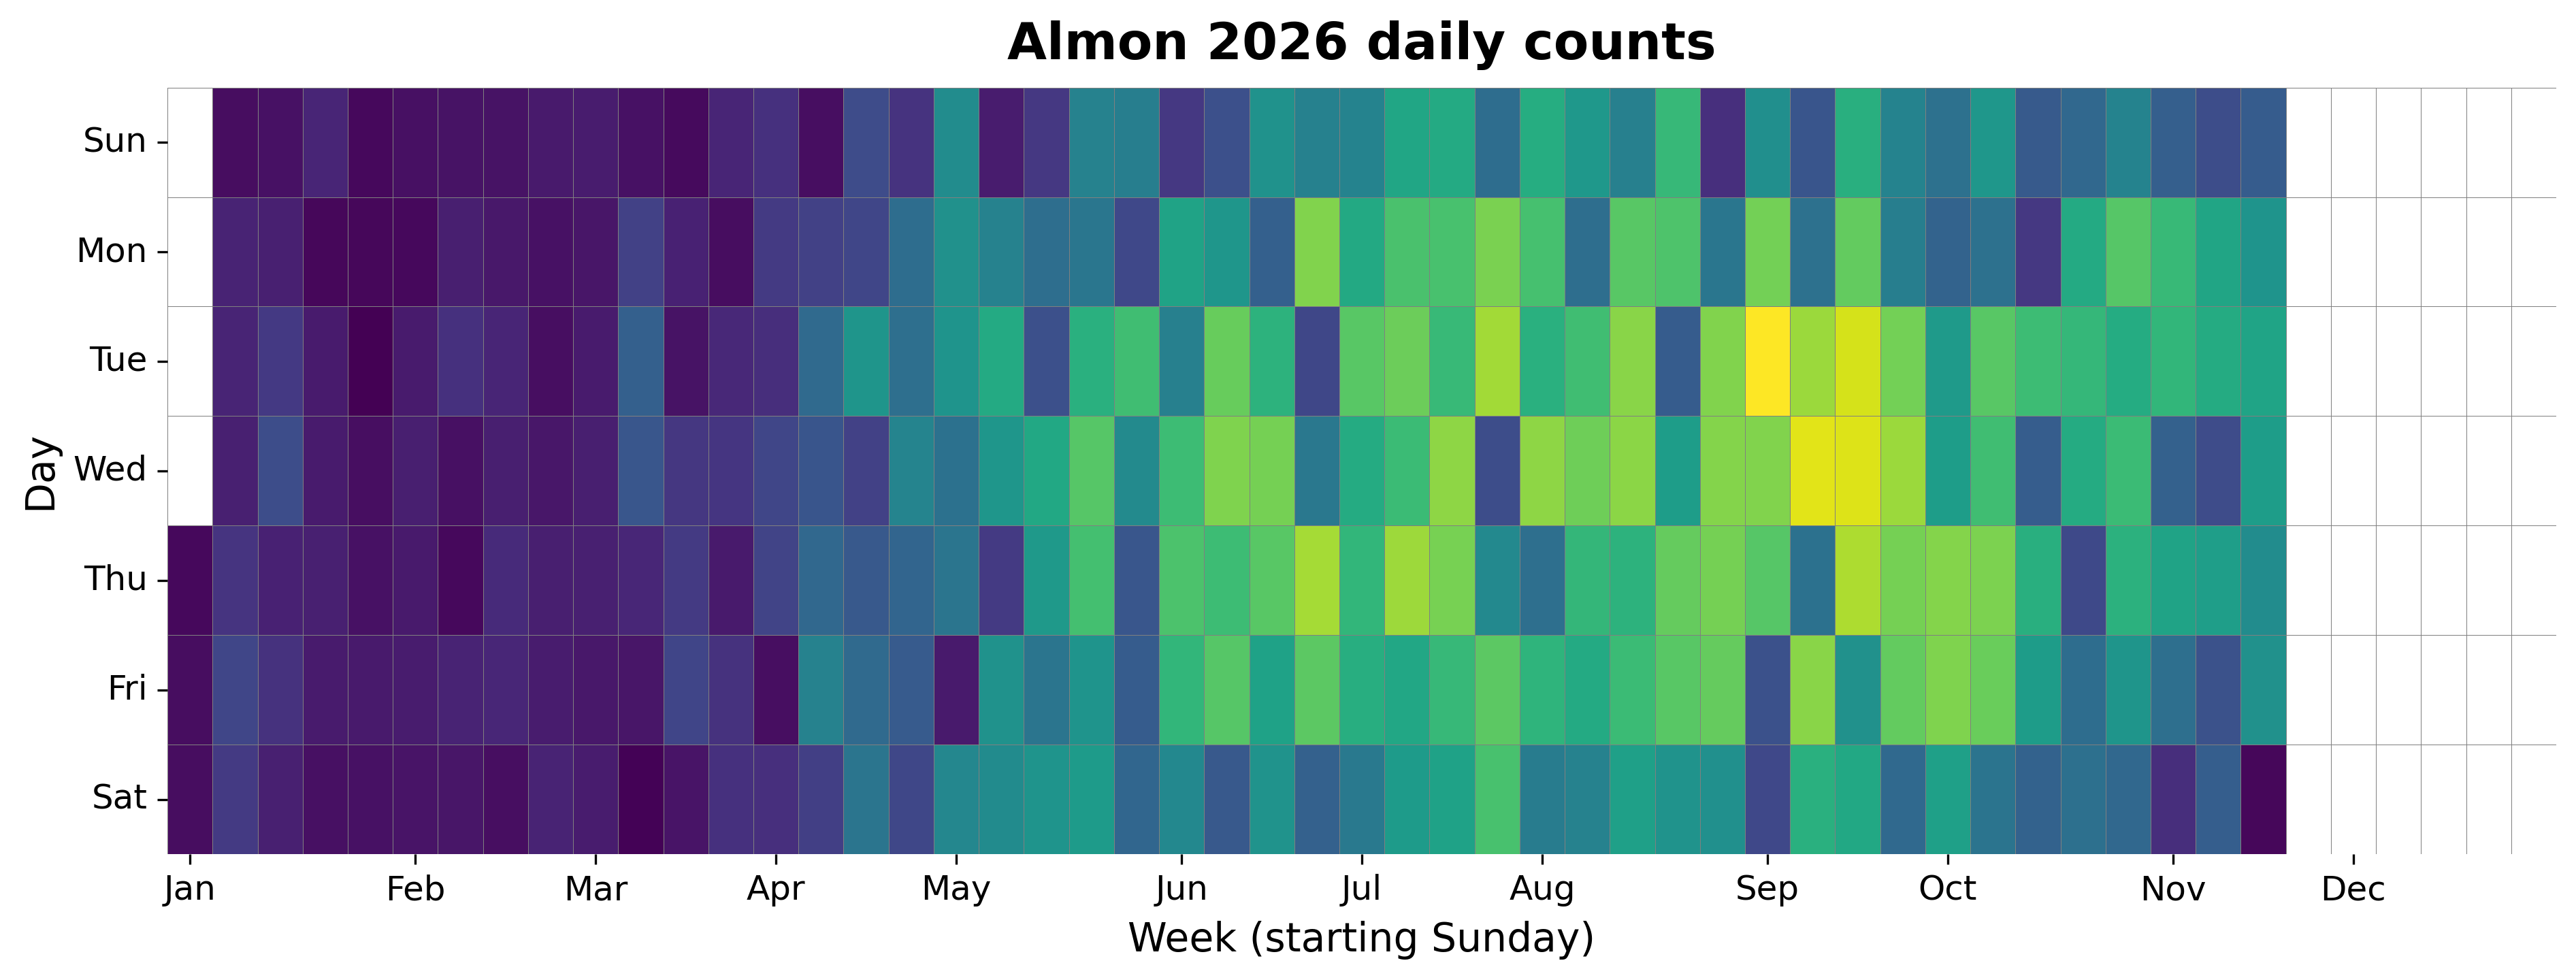 Almon 2026 daily counts
Day
Sun
Mon
Tue
Wed
Thu
Fri
Sat
Jan Feb Mar Apr May Jun Jul Aug Sep Oct Nov Dec
Week (starting Sunday)